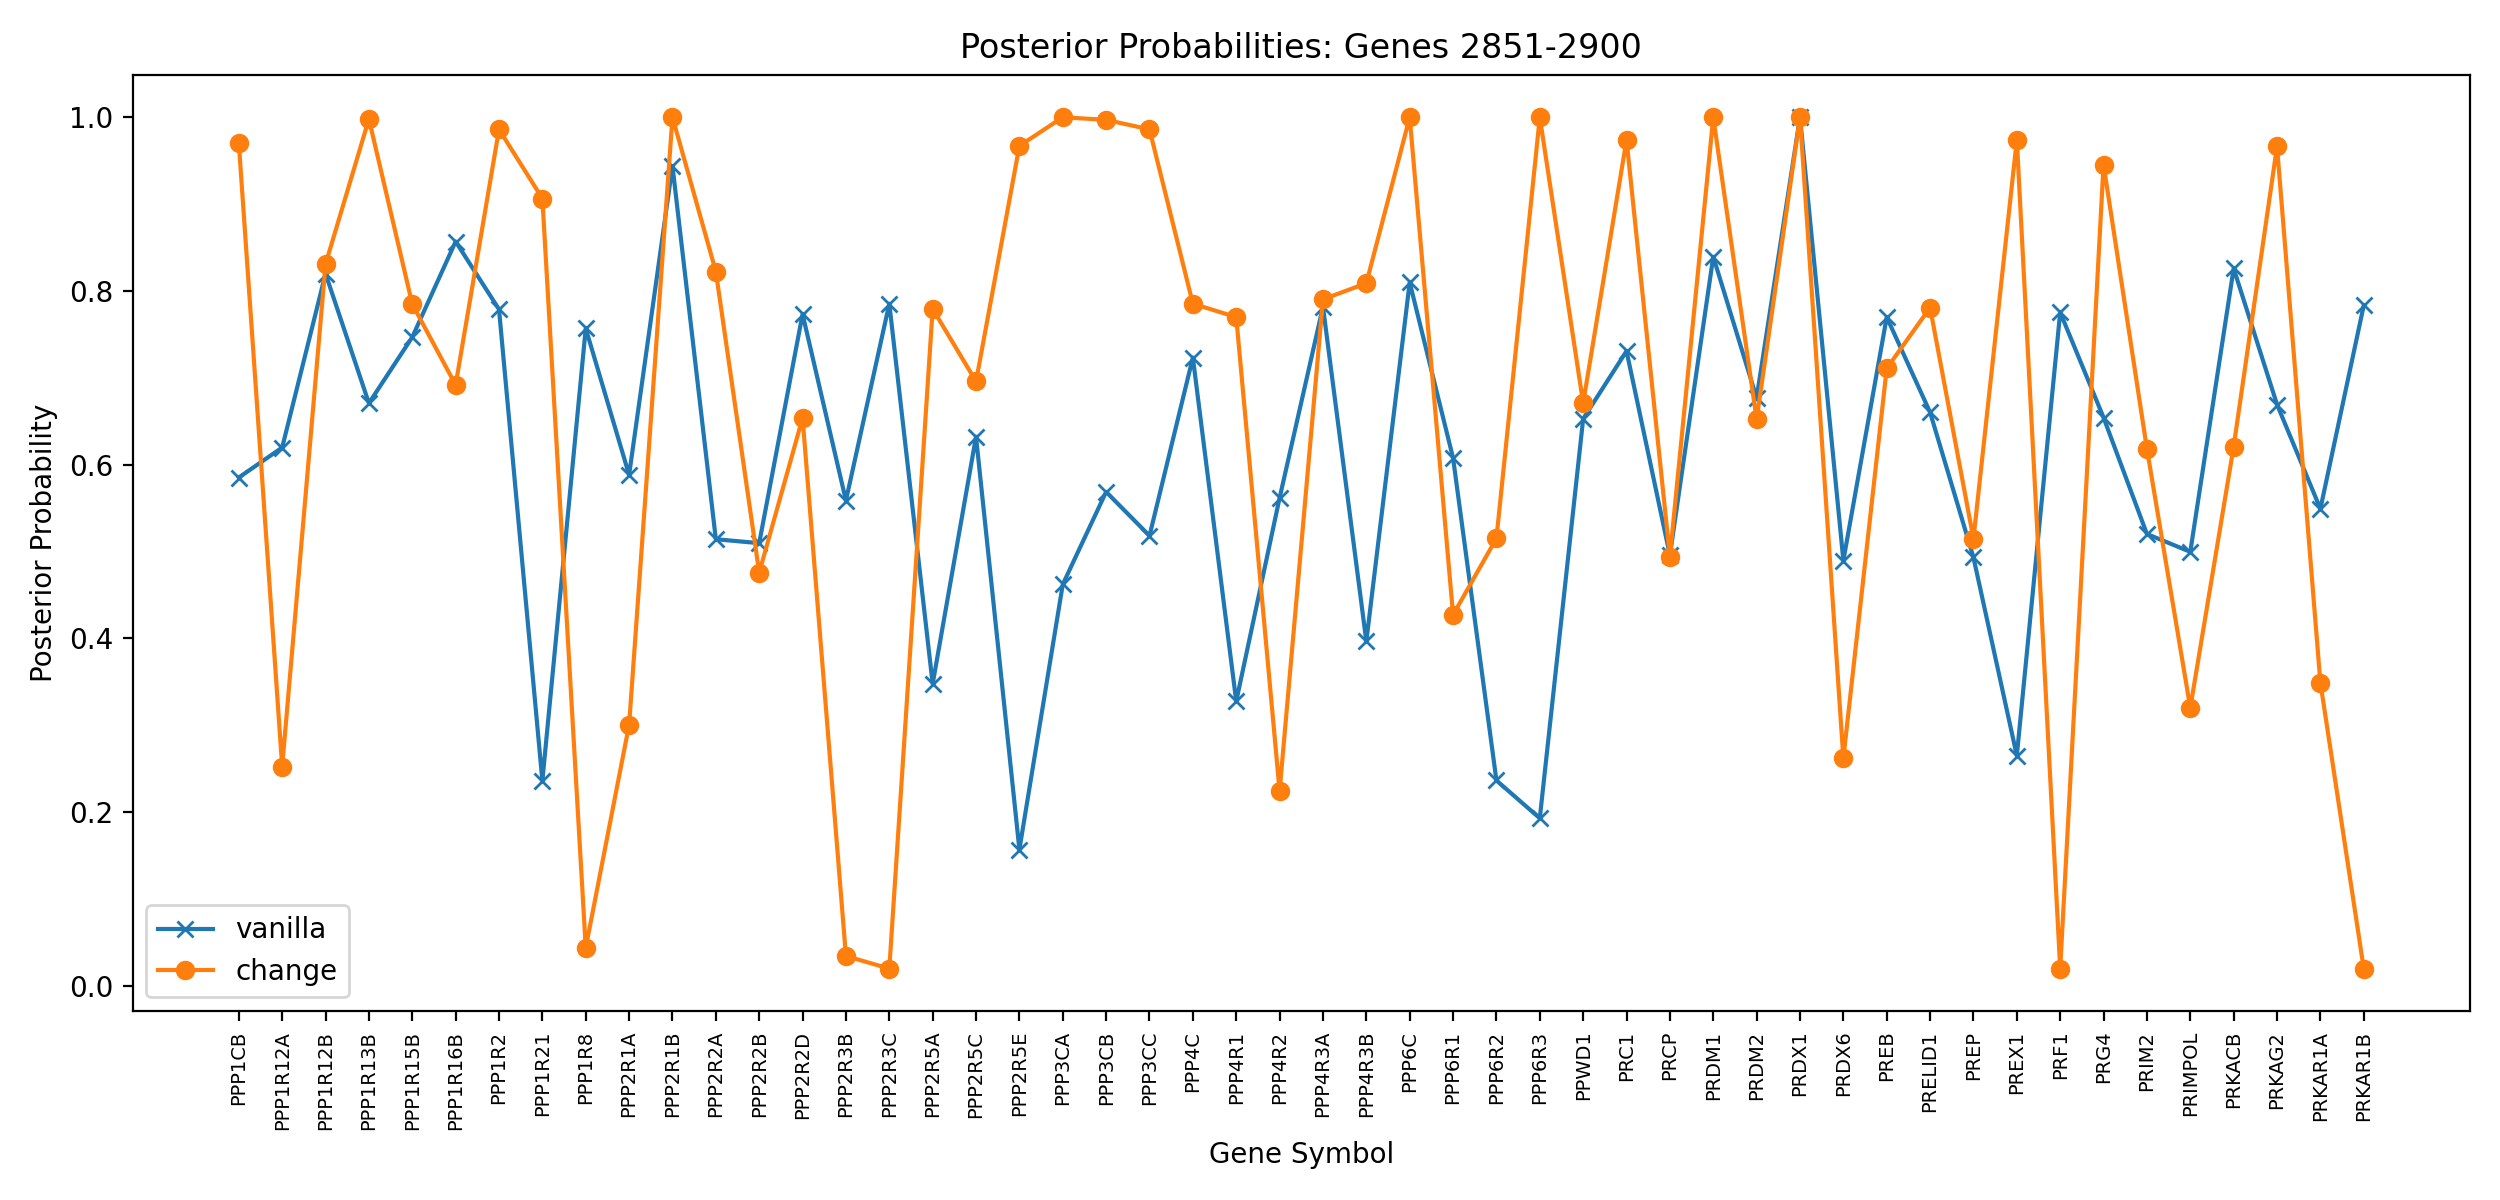 Posterior Probabilities: Genes 2851-2900
Posterior Probability
1.0
0.8
0.6
0.4
0.2
0.0
vanilla
change
PPP1CB
PPP1R12A
PPP1R12B
PPP1R13B
PPP1R15B
PPP1R16B
PPP1R2
PPP1R21
PPP1R8
PPP2R1A
PPP2R1B
PPP2R2A
PPP2R2B
PPP2R2D
PPP2R3B
PPP2R3C
PPP2R5A
PPP2R5C
PPP2R5E
PPP3CA
PPP3CB
PPP3CC
PPP4C
PPP4R1
PPP4R2
PPP4R3A
PPP4R3B
PPP6C
PPP6R1
PPP6R2
PPP6R3
PPWD1
PRC1
PRCP
PRDM1
PRDM2
PRDX1
PRDX6
PREB
PRELID1
PREP
PREX1
PRF1
PRG4
PRIM2
PRIMPOL
PRKACB
PRKAG2
PRKAR1A
PRKAR1B
Gene Symbol